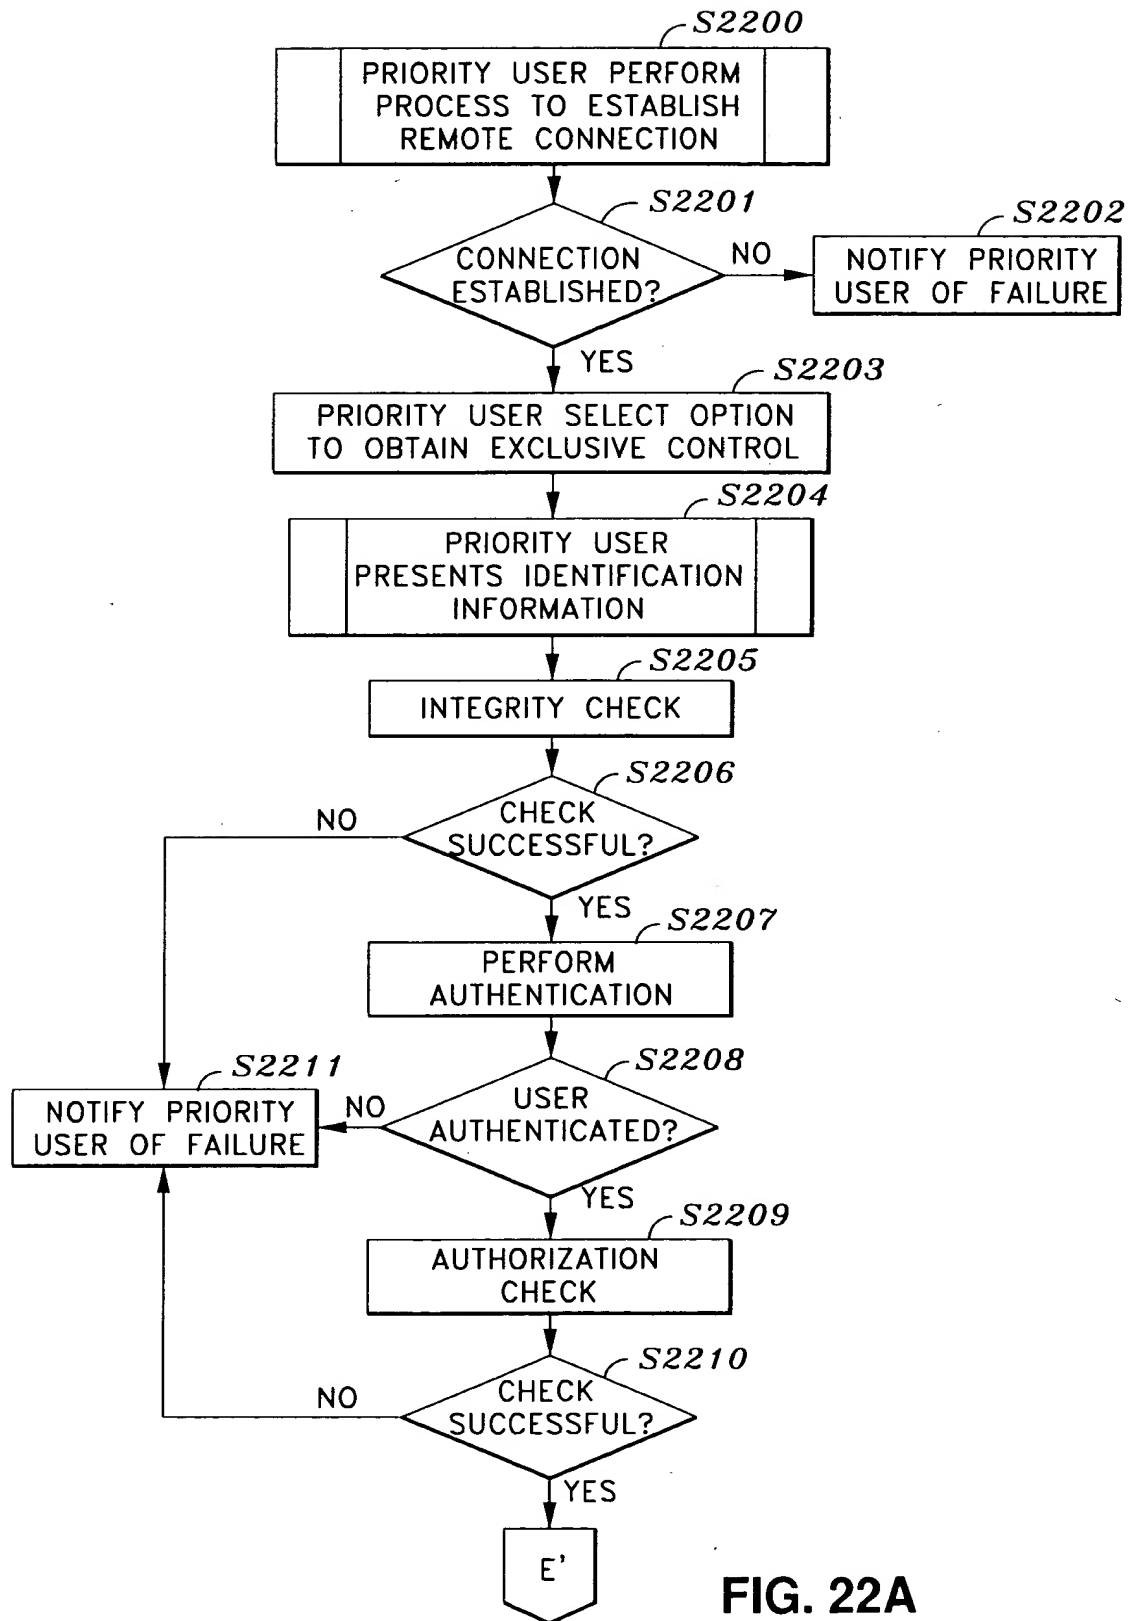 S2200
PRIORITY USER PERFORM
PROCESS TO ESTABLISH
REMOTE CONNECTION
S2201
CONNECTION
ESTABLISHED?
NO
S2202
NOTIFY PRIORITY
USER OF FAILURE
YES
S2203
PRIORITY USER SELECT OPTION
TO OBTAIN EXCLUSIVE CONTROL
S2204
PRIORITY USER
PRESENTS IDENTIFICATION
INFORMATION
S2205
INTEGRITY CHECK
S2206
CHECK
SUCCESSFUL?
NO
YES
S2207
PERFORM
AUTHENTICATION
S2208
USER
AUTHENTICATED?
NO
S2211
NOTIFY PRIORITY
USER OF FAILURE
YES
S2209
AUTHORIZATION
CHECK
S2210
CHECK
SUCCESSFUL?
NO
YES
E'
FIG. 22A